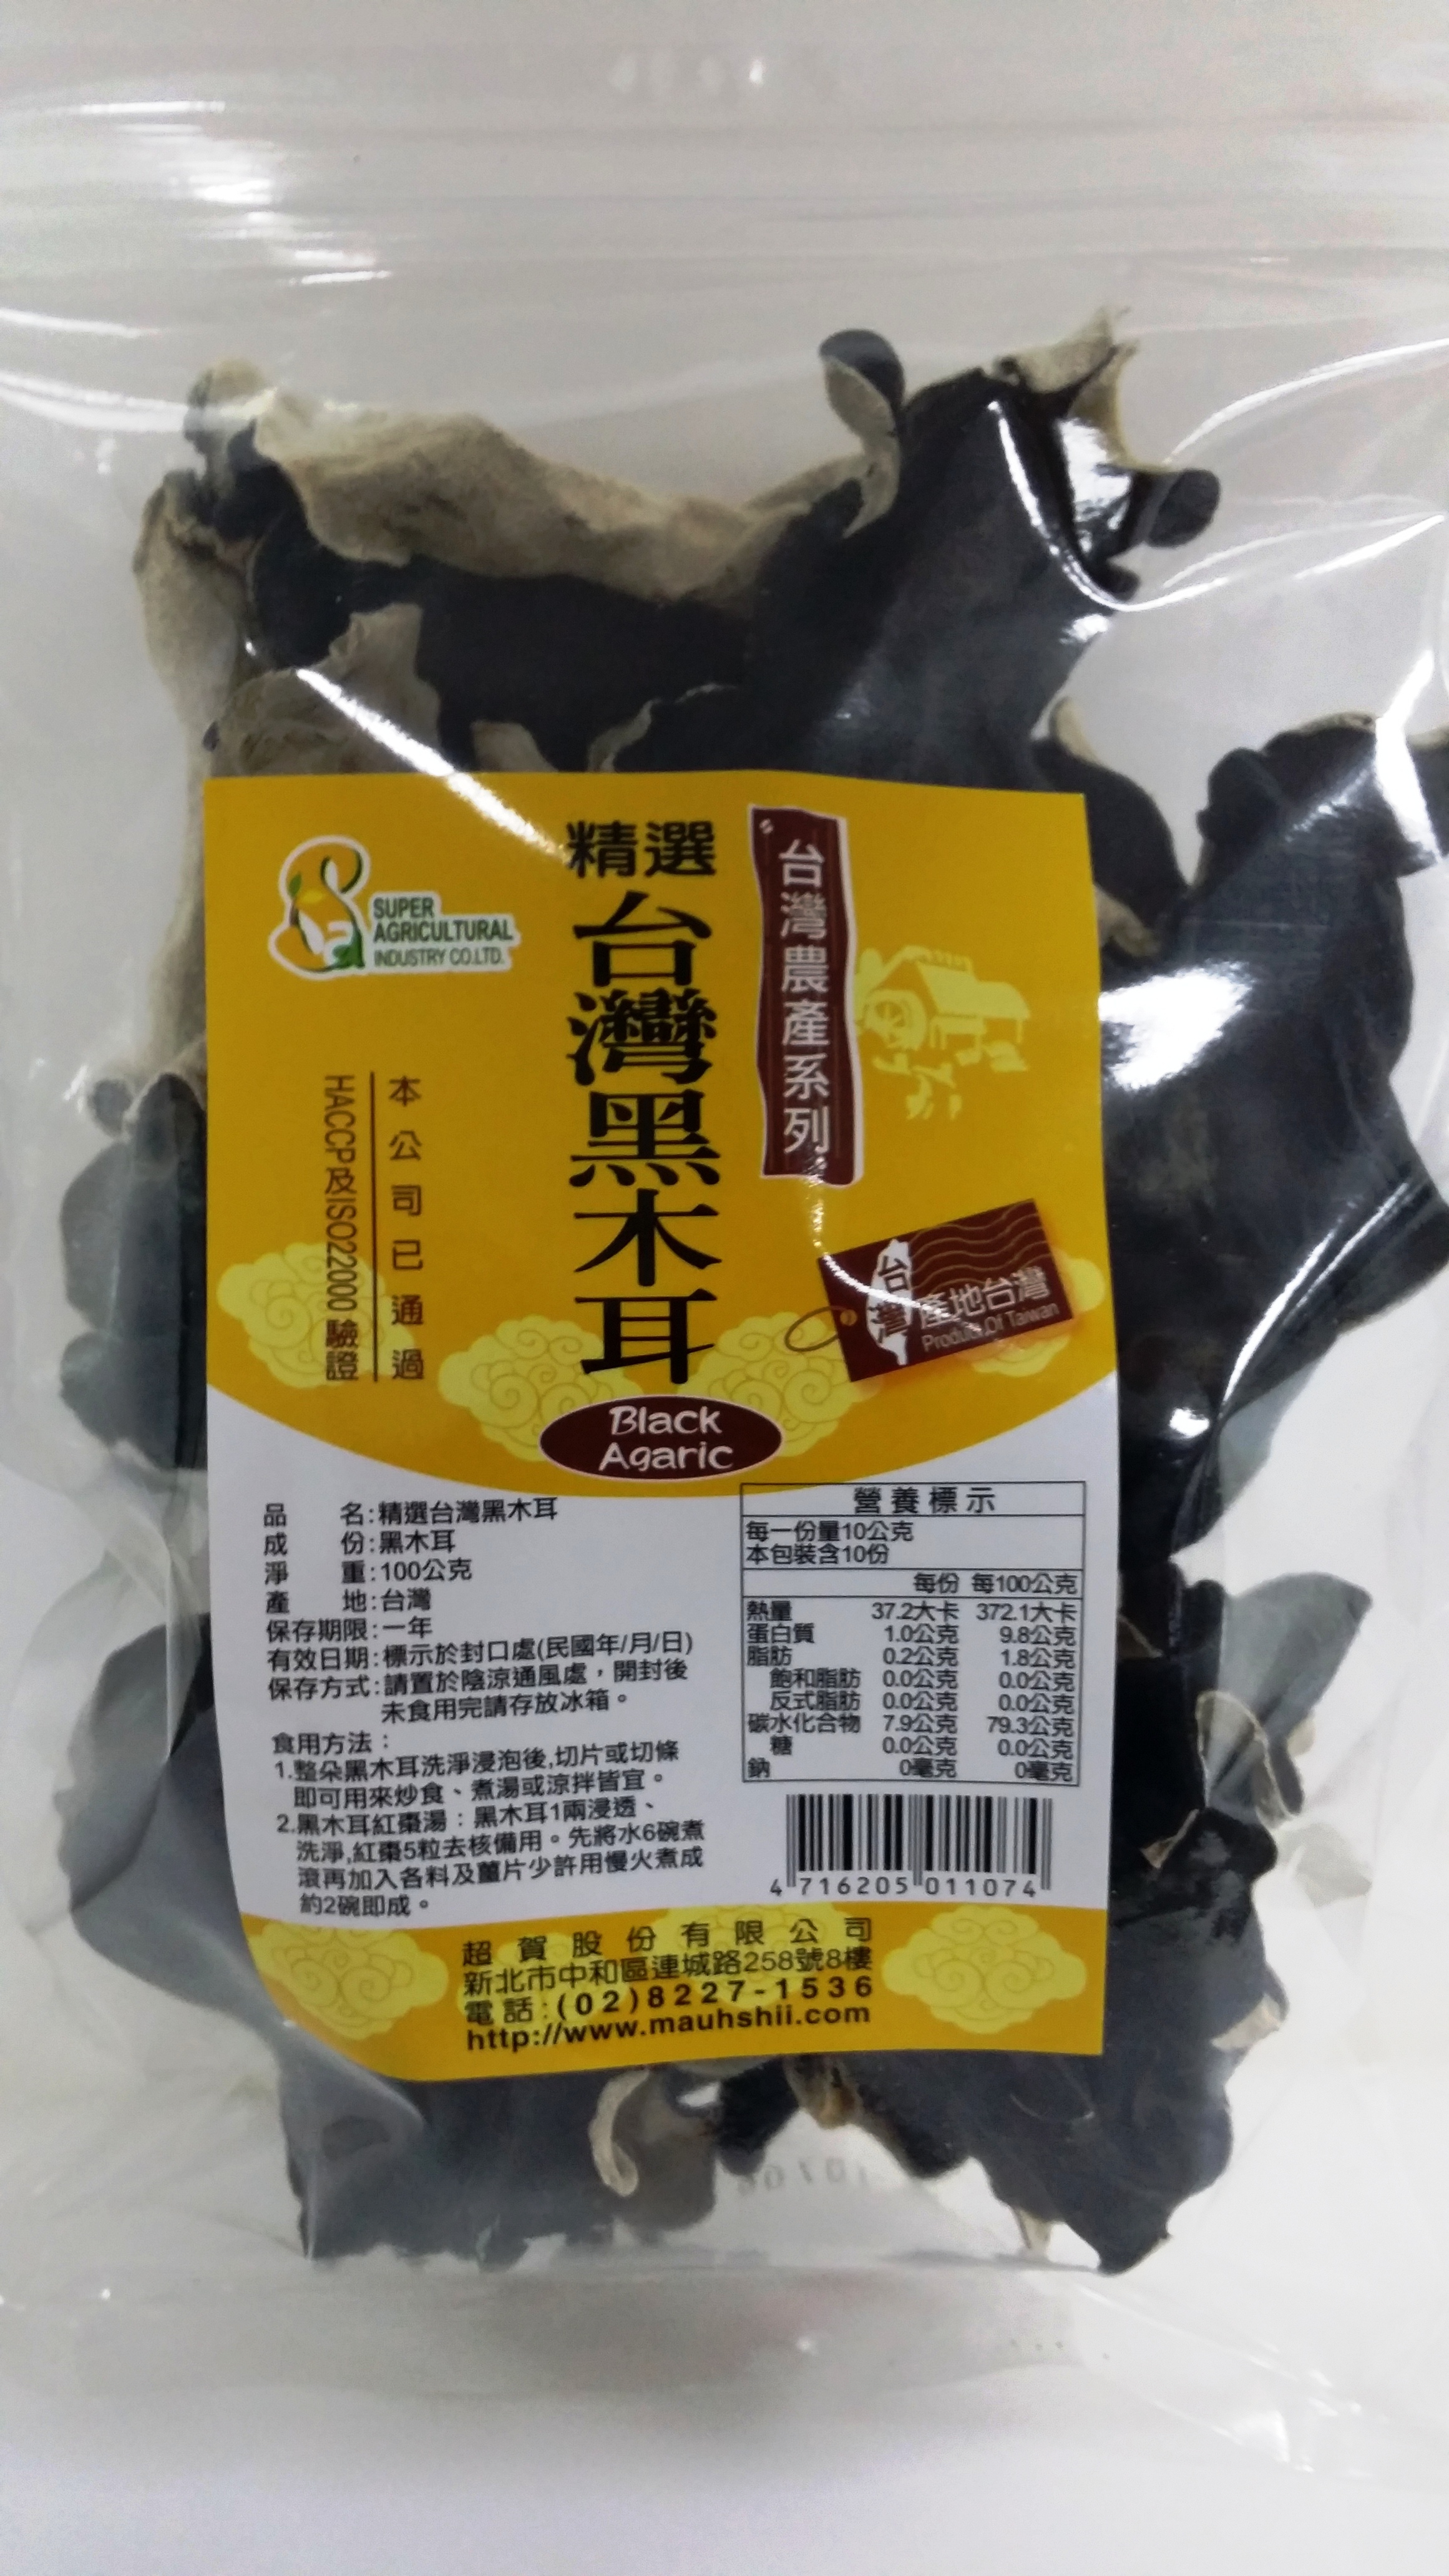 SUPER
AGRICULTURAL
INDUSTRY CO.LTD.
精選
台灣黑木耳
Black
Agaric
台灣農產系列
台灣
產地台灣
Product Of Taiwan
本公司已通過
HACCP及ISO22000驗證
品 名:精選台灣黑木耳
成 份:黑木耳
淨 重:100公克
產 地:台灣
保存期限:一年
有效日期:標示於封口處(民國年/月/日)
保存方式:請置於陰涼通風處,開封後
未食用完請存放冰箱。
食用方法:
1.整朵黑木耳洗淨浸泡後,切片或切條
即可用來炒食、煮湯或涼拌皆宜。
2.黑木耳紅棗湯:黑木耳1兩浸透、
洗淨,紅棗5粒去核備用。先將水6碗煮
滾再加入各料及薑片少許用慢火煮成
約2碗即成。
營養標示
每一份量10公克
本包裝含10份
每份 每100公克
熱量 37.2大卡 372.1大卡
蛋白質 1.0公克 9.8公克
脂肪 0.2公克 1.8公克
飽和脂肪 0.0公克 0.0公克
反式脂肪 0.0公克 0.0公克
碳水化合物 7.9公克 79.3公克
糖 0.0公克 0.0公克
鈉 0毫克 0毫克
4 716205 011074
超賀股份有限公司
新北市中和區連城路258號8樓
電話:(02)8227-1536
http://www.mauhshii.com